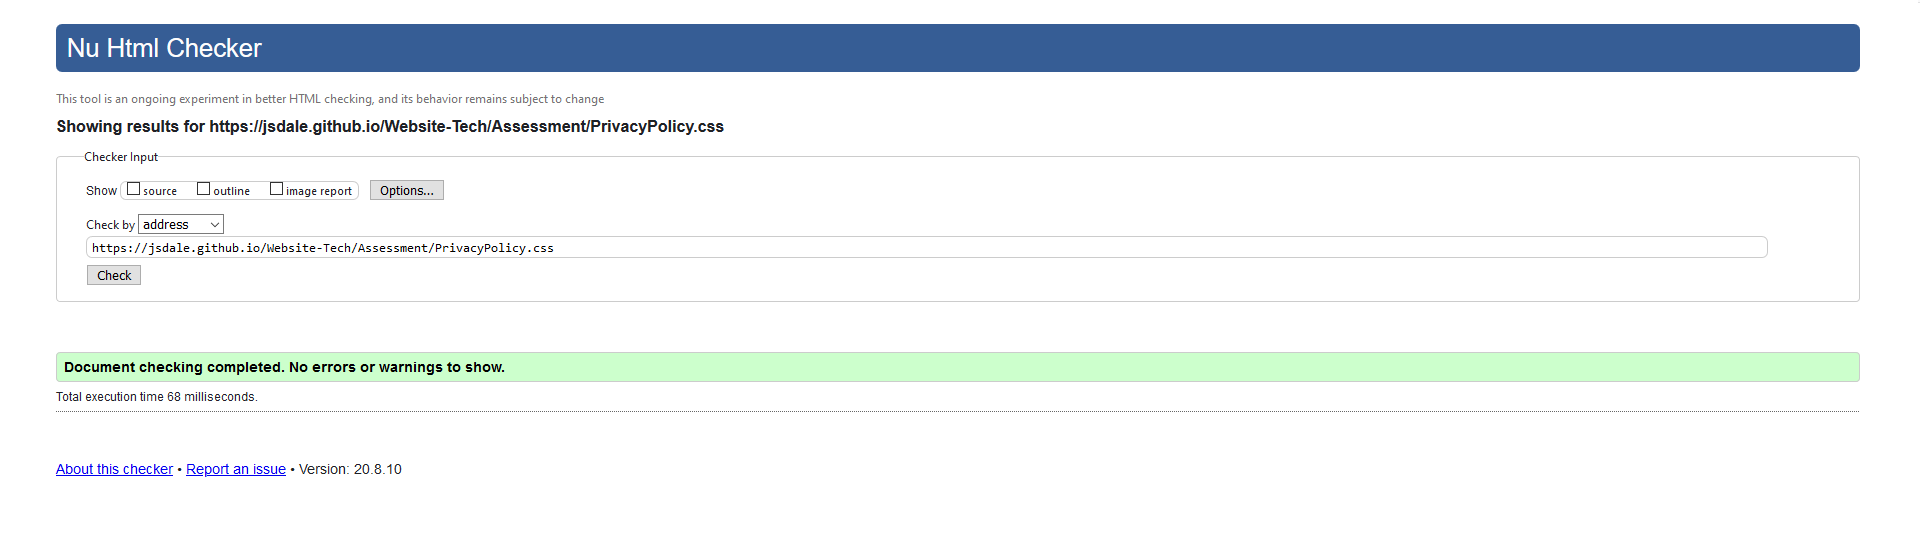 Nu Html Checker
This tool is an ongoing experiment in better HTML checking, and its behavior remains subject to change
Showing results for https://jsdale.github.io/Website-Tech/Assessment/PrivacyPolicy.css
Checker Input
Show source outline image report Options...
Check by address
https://jsdale.github.io/Website-Tech/Assessment/PrivacyPolicy.css
Check
Document checking completed. No errors or warnings to show.
Total execution time 68 milliseconds.
About this checker • Report an issue • Version: 20.8.10